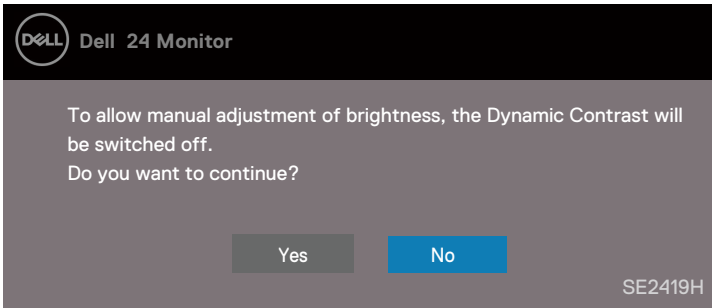 DELL Dell 24 Monitor
To allow manual adjustment of brightness, the Dynamic Contrast will
be switched off.
Do you want to continue?
Yes No
SE2419H